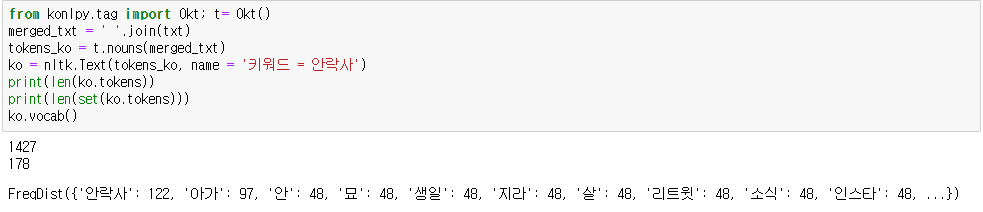 from konlpy.tag import Okt; t= Okt()
merged_txt = ' '.join(txt)
tokens_ko = t.nouns(merged_txt)
ko = nltk.Text(tokens_ko, name = '키워드 = 안락사')
print(len(ko.tokens))
print(len(set(ko.tokens)))
ko.vocab()
1427
178
FreqDist({'안락사': 122, '아가': 97, '안': 48, '묘': 48, '생일': 48, '지라': 48, '살': 48, '리트윗': 48, '소식': 48, '인스타': 48, ...})